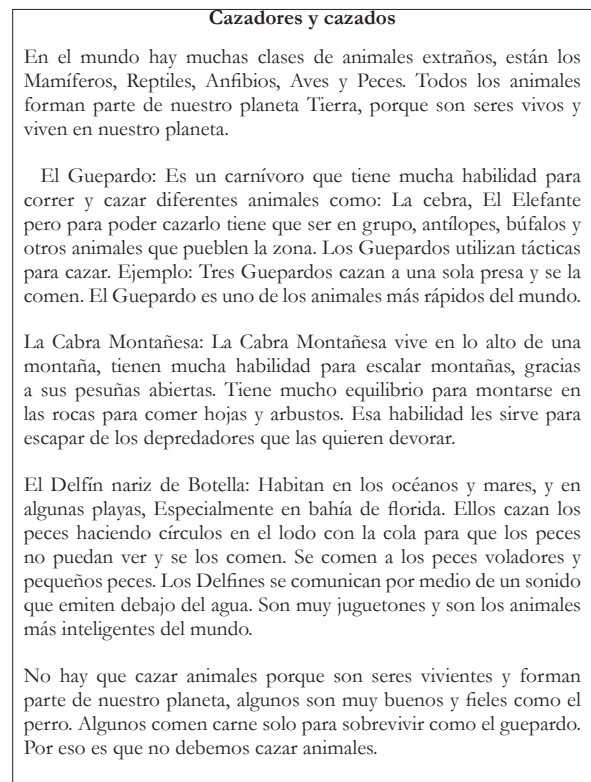 Cazadores y cazados
En el mundo hay muchas clases de animales extraños, están los
Mamíferos, Reptiles, Anfibios, Aves y Peces. Todos los animales
forman parte de nuestro planeta Tierra, porque son seres vivos y
viven en nuestro planeta.
El Guepardo: Es un carnívoro que tiene mucha habilidad para
correr y cazar diferentes animales como: La cebra, El Elefante
pero para poder cazarlo tiene que ser en grupo, antílopes, búfalos y
otros animales que pueblen la zona. Los Guepardos utilizan tácticas
para cazar. Ejemplo: Tres Guepardos cazan a una sola presa y se la
comen. El Guepardo es uno de los animales más rápidos del mundo.
La Cabra Montañesa: La Cabra Montañesa vive en lo alto de una
montaña, tienen mucha habilidad para escalar montañas, gracias
a sus pesuñas abiertas. Tiene mucho equilibrio para montarse en
las rocas para comer hojas y arbustos. Esa habilidad les sirve para
escapar de los depredadores que las quieren devorar.
El Delfín nariz de Botella: Habitan en los océanos y mares, y en
algunas playas, Especialmente en bahía de florida. Ellos cazan los
peces haciendo círculos en el lodo con la cola para que los peces
no puedan ver y se los comen. Se comen a los peces voladores y
pequeños peces. Los Delfines se comunican por medio de un sonido
que emiten debajo del agua. Son muy juguetones y son los animales
más inteligentes del mundo.
No hay que cazar animales porque son seres vivientes y forman
parte de nuestro planeta, algunos son muy buenos y fieles como el
perro. Algunos comen carne solo para sobrevivir como el guepardo.
Por eso es que no debemos cazar animales.